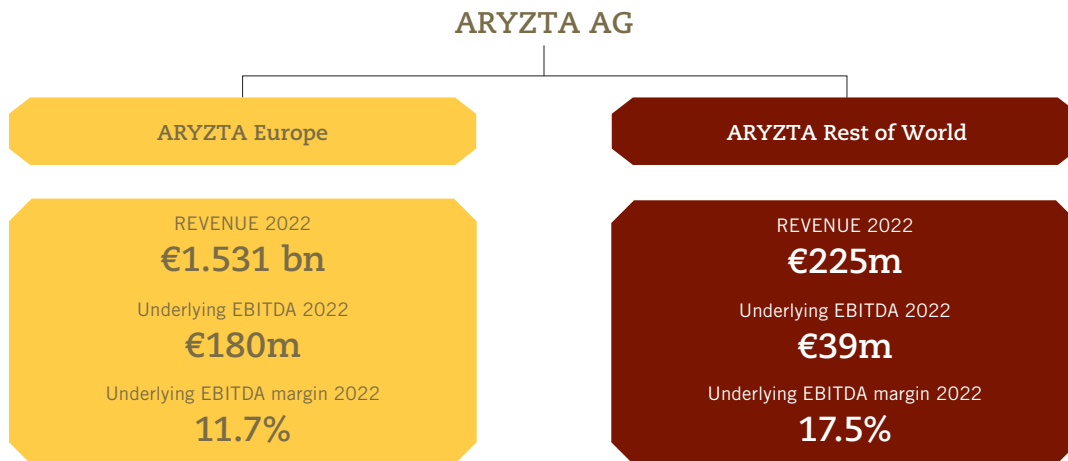 ARYZTA AG
ARYZTA Europe
REVENUE 2022
€1.531 bn
Underlying EBITDA 2022
€180m
Underlying EBITDA margin 2022
11.7%
ARYZTA Rest of World
REVENUE 2022
€225m
Underlying EBITDA 2022
€39m
Underlying EBITDA margin 2022
17.5%